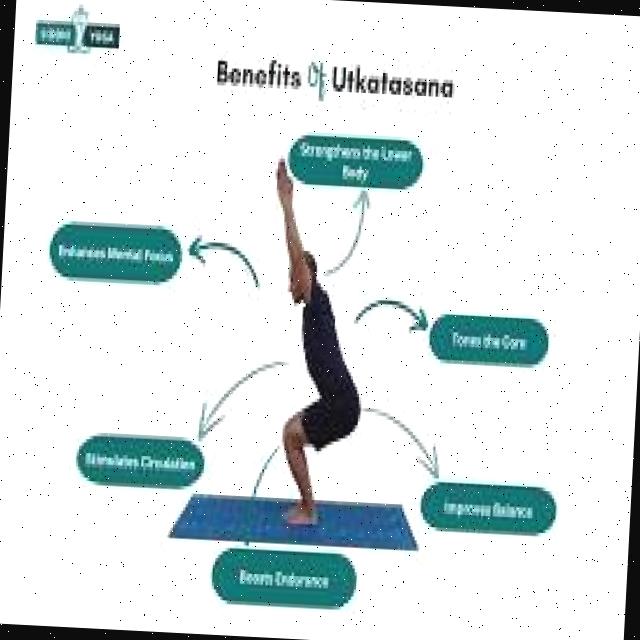 YOGA
Benefits Of Utkatasana
Strengthens the Lower
Body
Enhances Mental Focus
Tones the Core
Stimulates Circulation
Improves Balance
Boosts Endurance